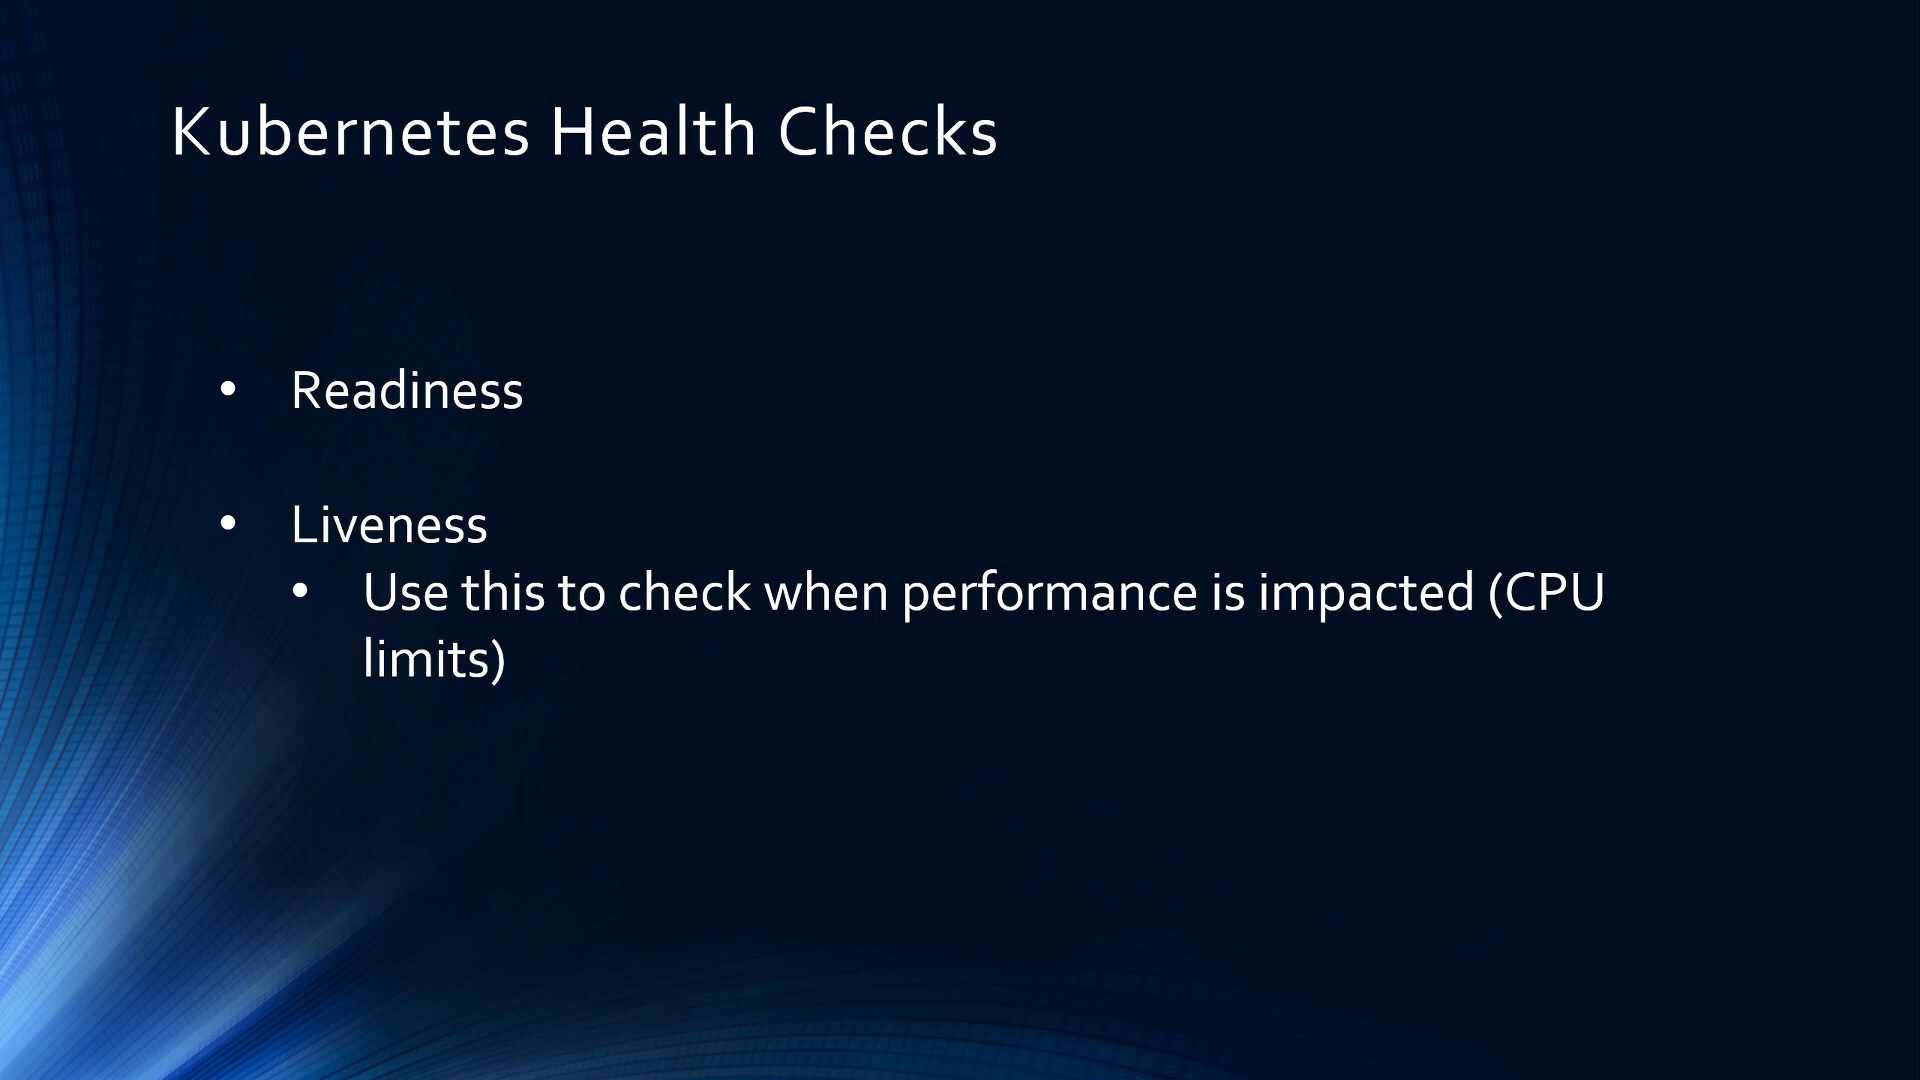 Kubernetes Health Checks
• Readiness
• Liveness
• Use this to check when performance is impacted (CPU
limits)